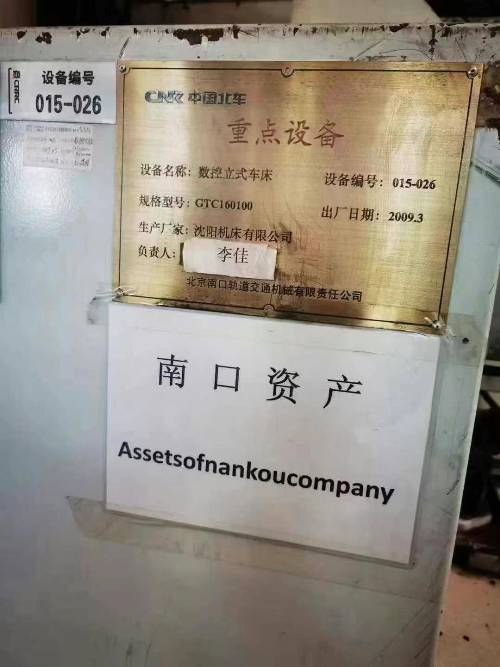 CRRC
设备编号
015-026
CNR 中国北车
重点设备
设备名称：数控立式车床 设备编号：015-026
规格型号：GTC160100 出厂日期：2009.3
生产厂家：沈阳机床有限公司
负责人：李佳
北京南口轨道交通机械有限责任公司
南口资产
Assetsofnankoucompany